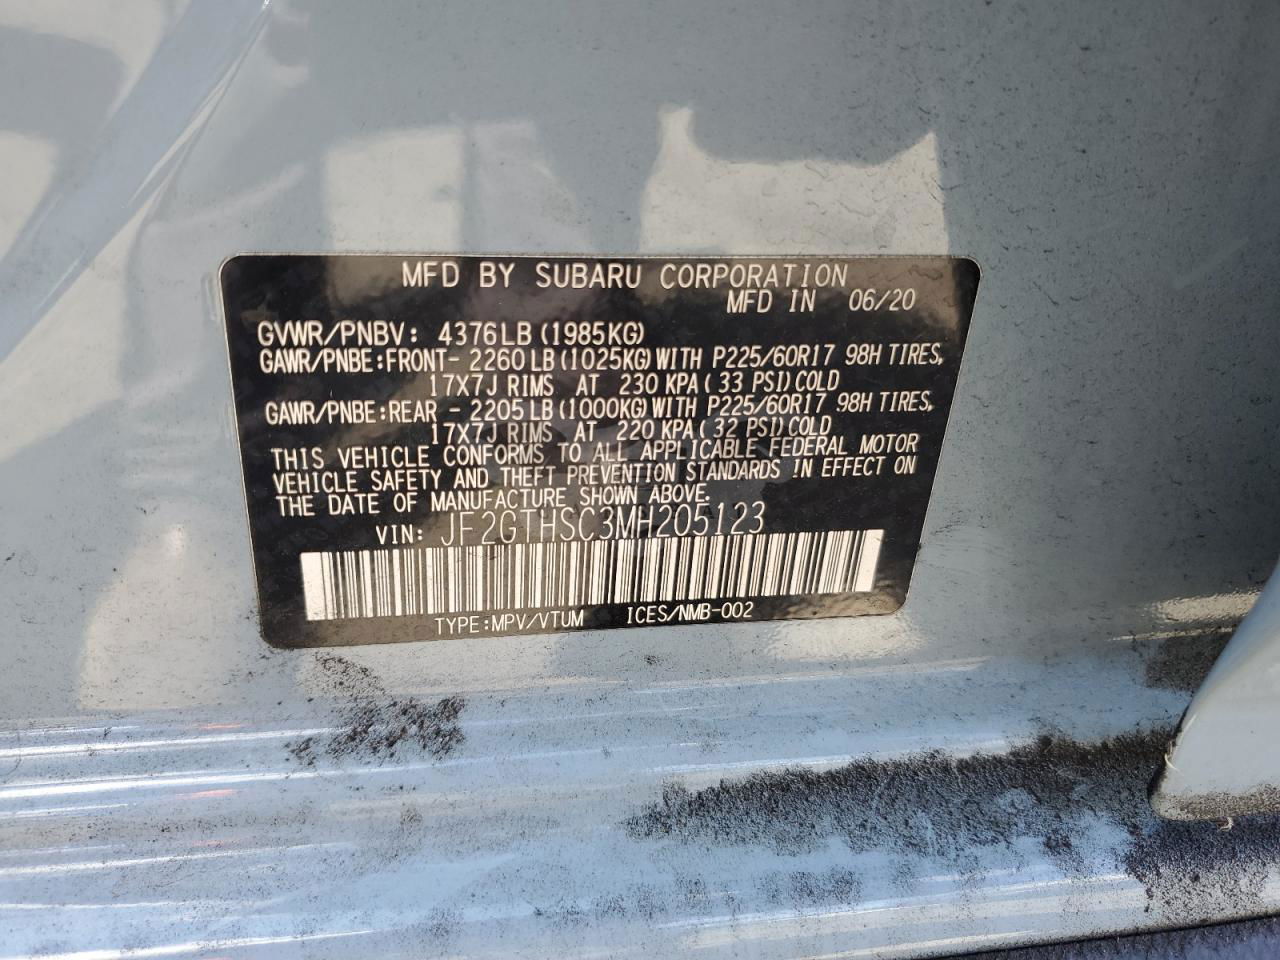 MFD BY SUBARU CORPORATION
MFD IN 06/20
GVWR/PNBV: 4376LB (1985KG)
GAWR/PNBE:FRONT- 2260LB (1025KG)WITH P225/60R17 98H TIRES,
17X7J RIMS AT 230 KPA( 33 PSI)COLD
GAWR/PNBE:REAR - 2205LB (1000KG)WITH P225/60R17 98H TIRES,
17X7J RIMS AT 220 KPA( 32 PSI)COLD
THIS VEHICLE CONFORMS TO ALL APPLICABLE FEDERAL MOTOR
VEHICLE SAFETY AND THEFT PREVENTION STANDARDS IN EFFECT ON
THE DATE OF MANUFACTURE SHOWN ABOVE.
VIN: JF2GTHSC3MH205123
TYPE:MPV/VTUM ICES/NMB-002